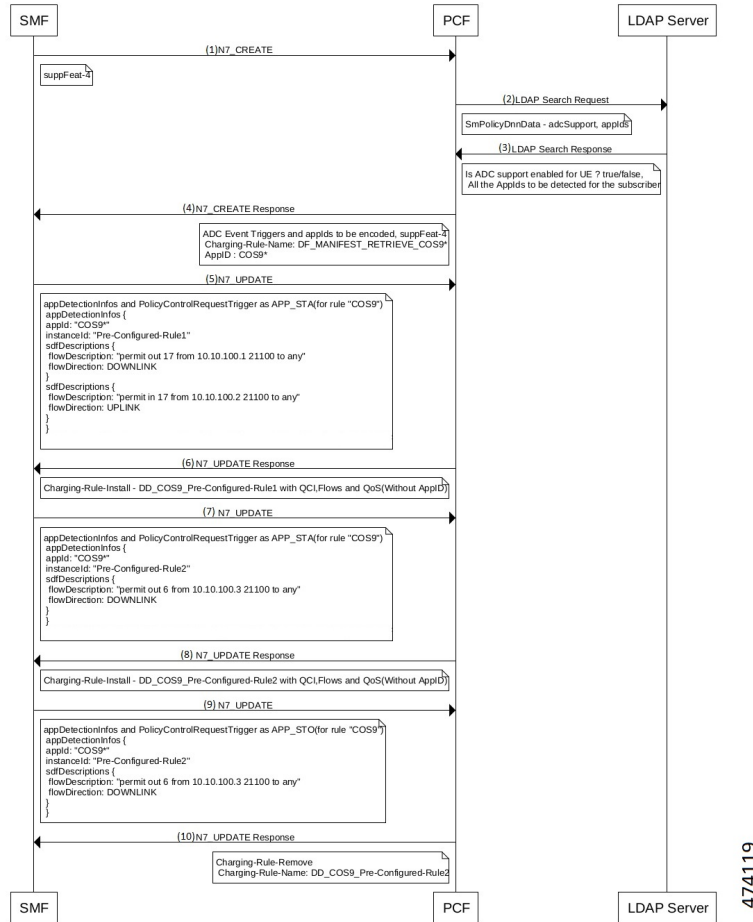 SMF
PCF
LDAP Server
(1)N7_CREATE
suppFeat-4
(2)LDAP Search Request
SmPolicyDnnData - adcSupport, appIds
(3)LDAP Search Response
Is ADC support enabled for UE ? true/false,
All the AppIds to be detected for the subscriber
(4)N7_CREATE Response
ADC Event Triggers and appIds to be encoded, suppFeat-4
Charging-Rule-Name: DF_MANIFEST_RETRIEVE_COS9*
AppID : COS9*
(5)N7_UPDATE
appDetectionInfos and PolicyControlRequestTrigger as APP_STA(for rule "COS9")
appDetectionInfos {
appId: "COS9*"
instanceId: "Pre-Configured-Rule1"
sdfDescriptions {
flowDescription: "permit out 17 from 10.10.100.1 21100 to any"
flowDirection: DOWNLINK
}
sdfDescriptions {
flowDescription: "permit in 17 from 10.10.100.2 21100 to any"
flowDirection: UPLINK
}
}
(6)N7_UPDATE Response
Charging-Rule-Install - DD_COS9_Pre-Configured-Rule1 with QCI,Flows and QoS(Without AppID)
(7) N7_UPDATE
appDetectionInfos and PolicyControlRequestTrigger as APP_STA(for rule "COS9")
appDetectionInfos {
appId: "COS9*"
instanceId: "Pre-Configured-Rule2"
sdfDescriptions {
flowDescription: "permit out 6 from 10.10.100.3 21100 to any"
flowDirection: DOWNLINK
}
}
(8) N7_UPDATE Response
Charging-Rule-Install - DD_COS9_Pre-Configured-Rule2 with QCI,Flows and QoS(Without AppID)
(9) N7_UPDATE
appDetectionInfos and PolicyControlRequestTrigger as APP_STO(for rule "COS9")
appDetectionInfos {
appId: "COS9*"
instanceId: "Pre-Configured-Rule2"
sdfDescriptions {
flowDescription: "permit out 6 from 10.10.100.3 21100 to any"
flowDirection: DOWNLINK
}
}
(10)N7_UPDATE Response
Charging-Rule-Remove
Charging-Rule-Name: DD_COS9_Pre-Configured-Rule2
SMF
PCF
LDAP Server
474119